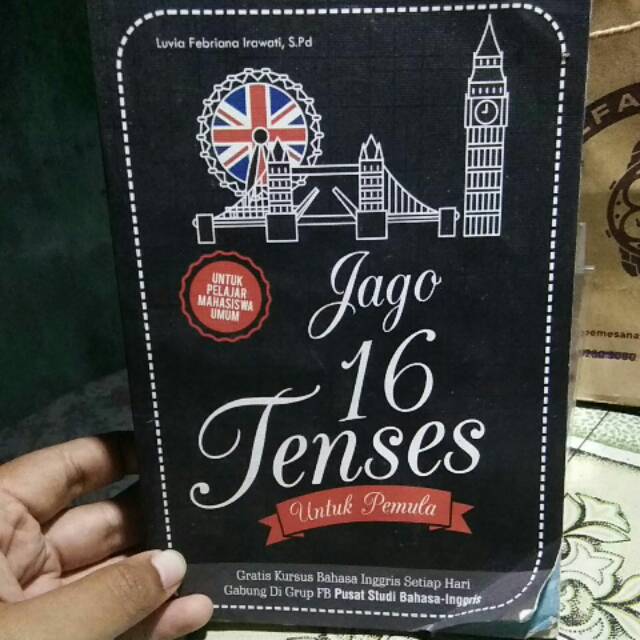 Luvia Febriana Irawati, S.Pd
UNTUK
PELAJAR
MAHASISWA
UMUM
Jago
16
Tenses
Untuk Pemula
Gratis Kursus Bahasa Inggris Setiap Hari
Gabung Di Grup FB Pusat Studi Bahasa-Inggris